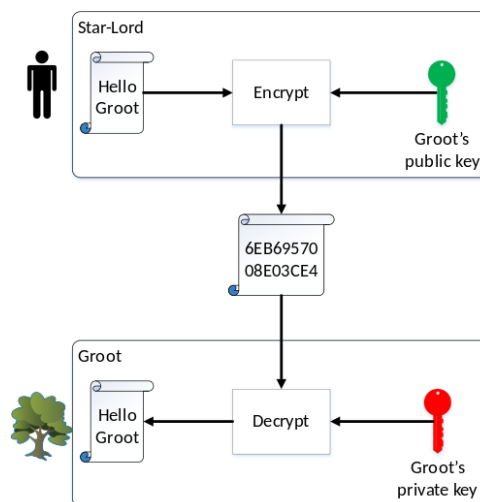 Star-Lord
Hello
Groot
Encrypt
Groot's
public key
6EB69570
08E03CE4
Groot
Hello
Groot
Decrypt
Groot's
private key